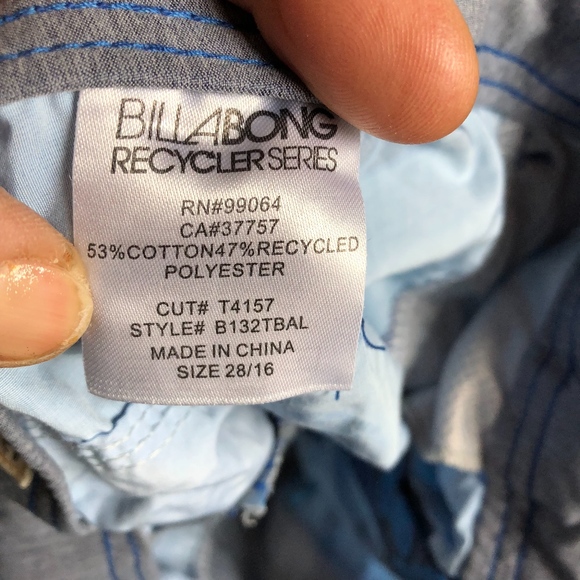 BILLABONG
RECYCLER SERIES
RN#99064
CA#37757
53%COTTON47%RECYCLED
POLYESTER
CUT# T4157
STYLE# B132TBAL
MADE IN CHINA
SIZE 28/16